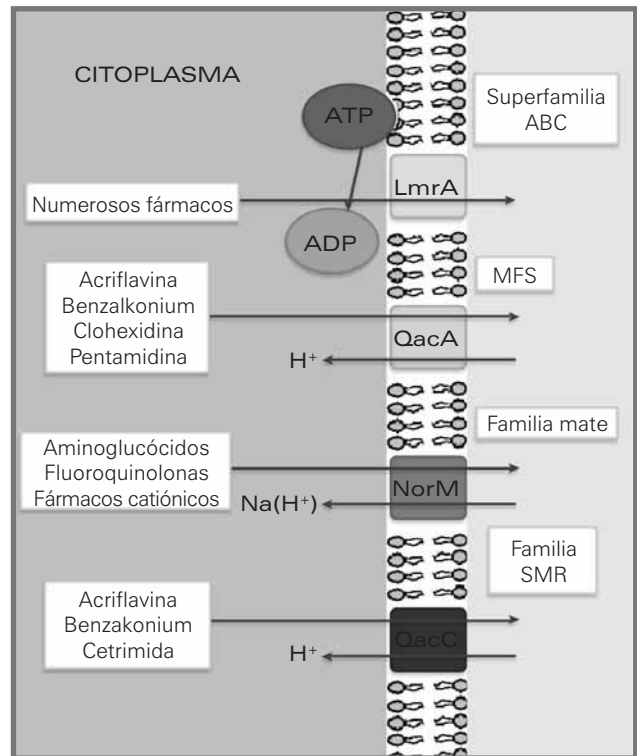 CITOPLASMA
ATP
Superfamilia
ABC
LmrA
Numerosos fármacos
ADP
MFS
Acriflavina
Benzalkonium
Clohexidina
Pentamidina
QacA
H⁺
Familia mate
Aminoglucócidos
Fluoroquinolonas
Fármacos catiónicos
NorM
Na(H⁺)
Familia
SMR
Acriflavina
Benzakonium
Cetrimida
QacC
H⁺